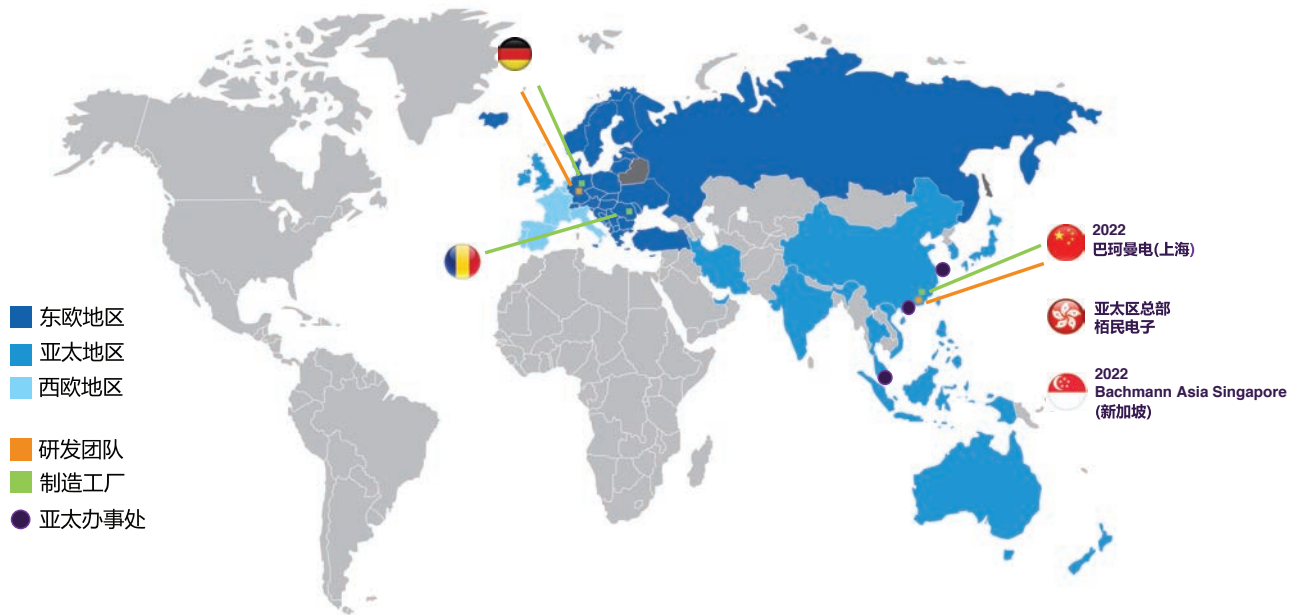 东欧地区
亚太地区
西欧地区
研发团队
制造工厂
亚太办事处
2022
巴珂曼电(上海)
亚太区总部
栢民电子
2022
Bachmann Asia Singapore
(新加坡)